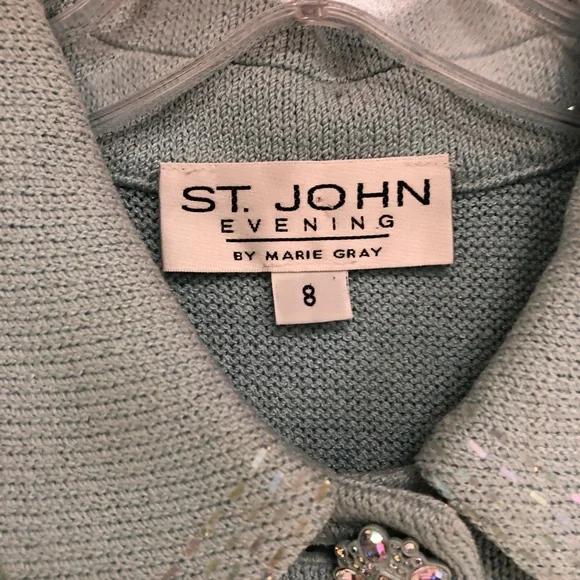 ST. JOHN
EVENING
BY MARIE GRAY
8